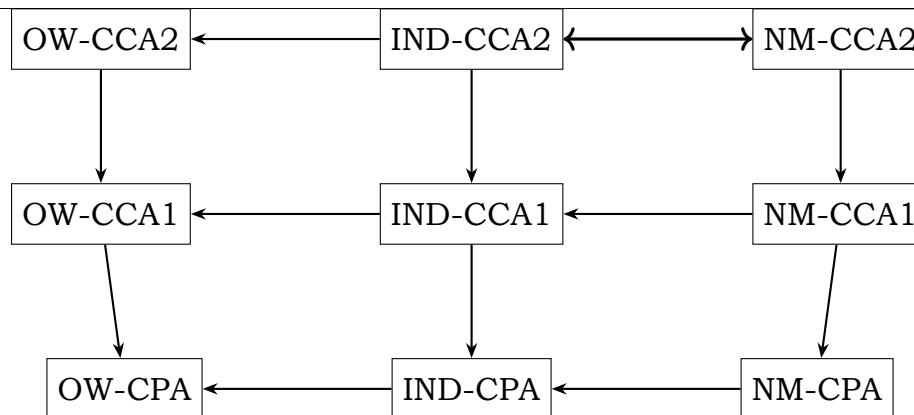 OW-CCA2 IND-CCA2 NM-CCA2
OW-CCA1 IND-CCA1 NM-CCA1
OW-CPA IND-CPA NM-CPA